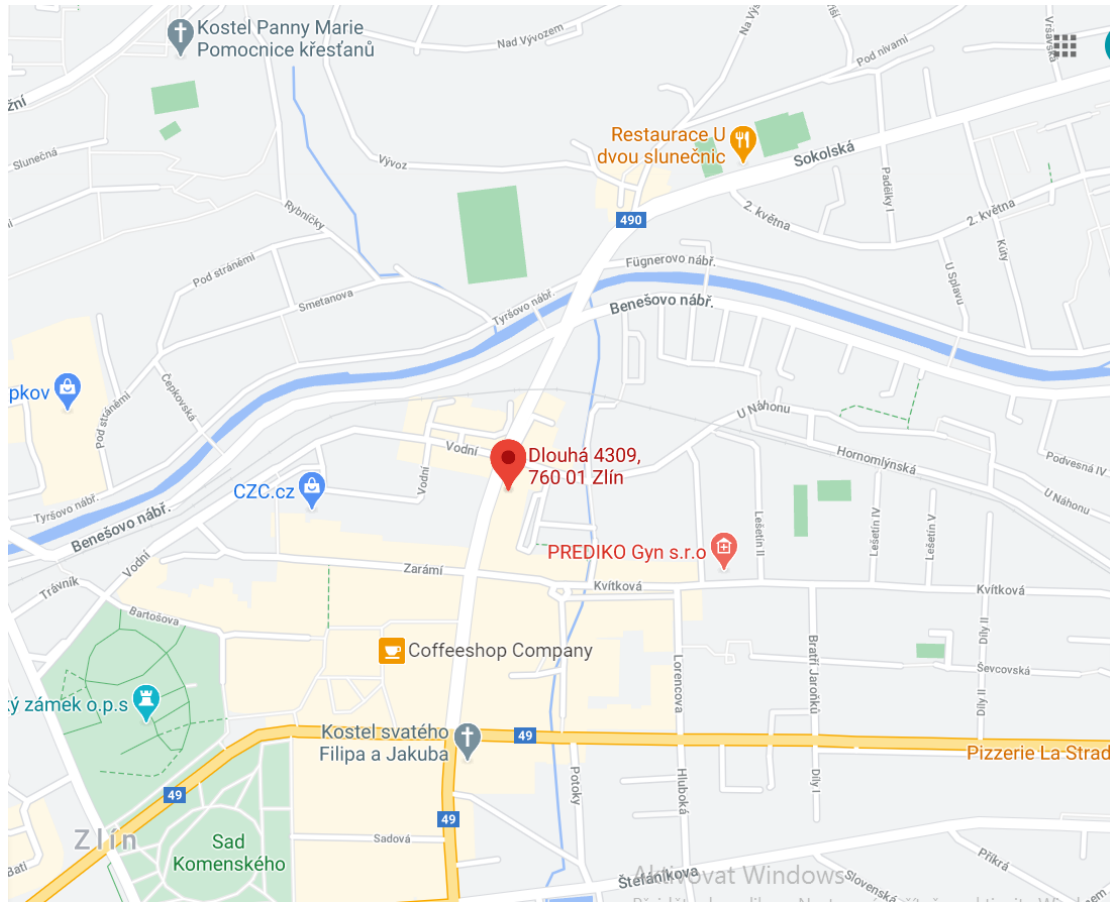 Kostel Panny Marie
Pomocnice křesťanů
Nad Vývozem
Na Výs
Vršavská
Pod nivami
žní
Slunečná
Vývoz
Restaurace U
dvou slunečnic
Sokolská
Padělky I
2. května
2. května
Rybníčky
490
Kúty
Pod stráněmi
Fügnerovo nábř.
U Splavu
Smetanova
Tyršovo nábř.
Benešovo nábř.
pkov
Čepkovská
Pod stráněmi
U Náhonu
Vodní
Dlouhá 4309,
760 01 Zlín
Hornomlýnská
Podvesná IV
CZC.cz
Vodní
U Náhonu
Tyršovo nábř.
Benešovo nábř.
Lešetín II
Lešetín IV
Lešetín V
PREDIKO Gyn s.r.o
Vodní
Zarámí
Trávník
Kvítková
Kvítková
Bartošova
Díly II
Coffeeshop Company
Bratří Jaroňků
Lorencova
Ševcovská
ký zámek o.p.s
Díly II
Kostel svatého
Filipa a Jakuba
49
Pizzerie La Strad
Potoky
Hluboká
Díly I
49
49
Zlín
Sad
Komenského
Sadová
Batí
Štefánikova
Aktivovat Windows
Příkrá
Slovenská